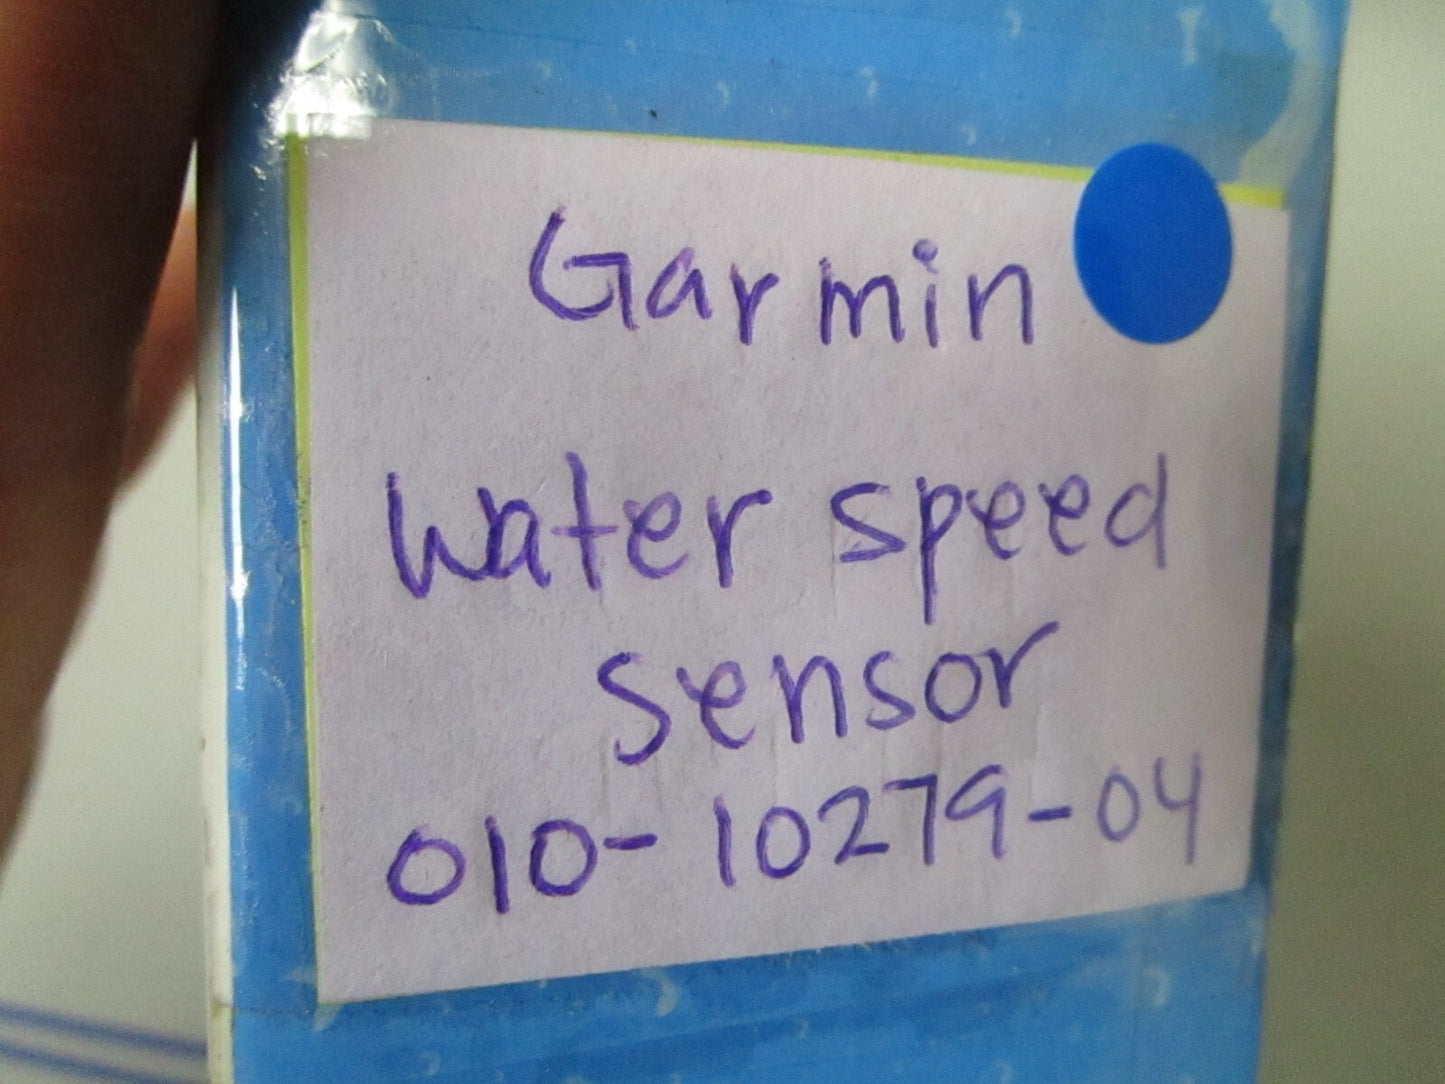 Garmin
Water speed
sensor
010-10279-04